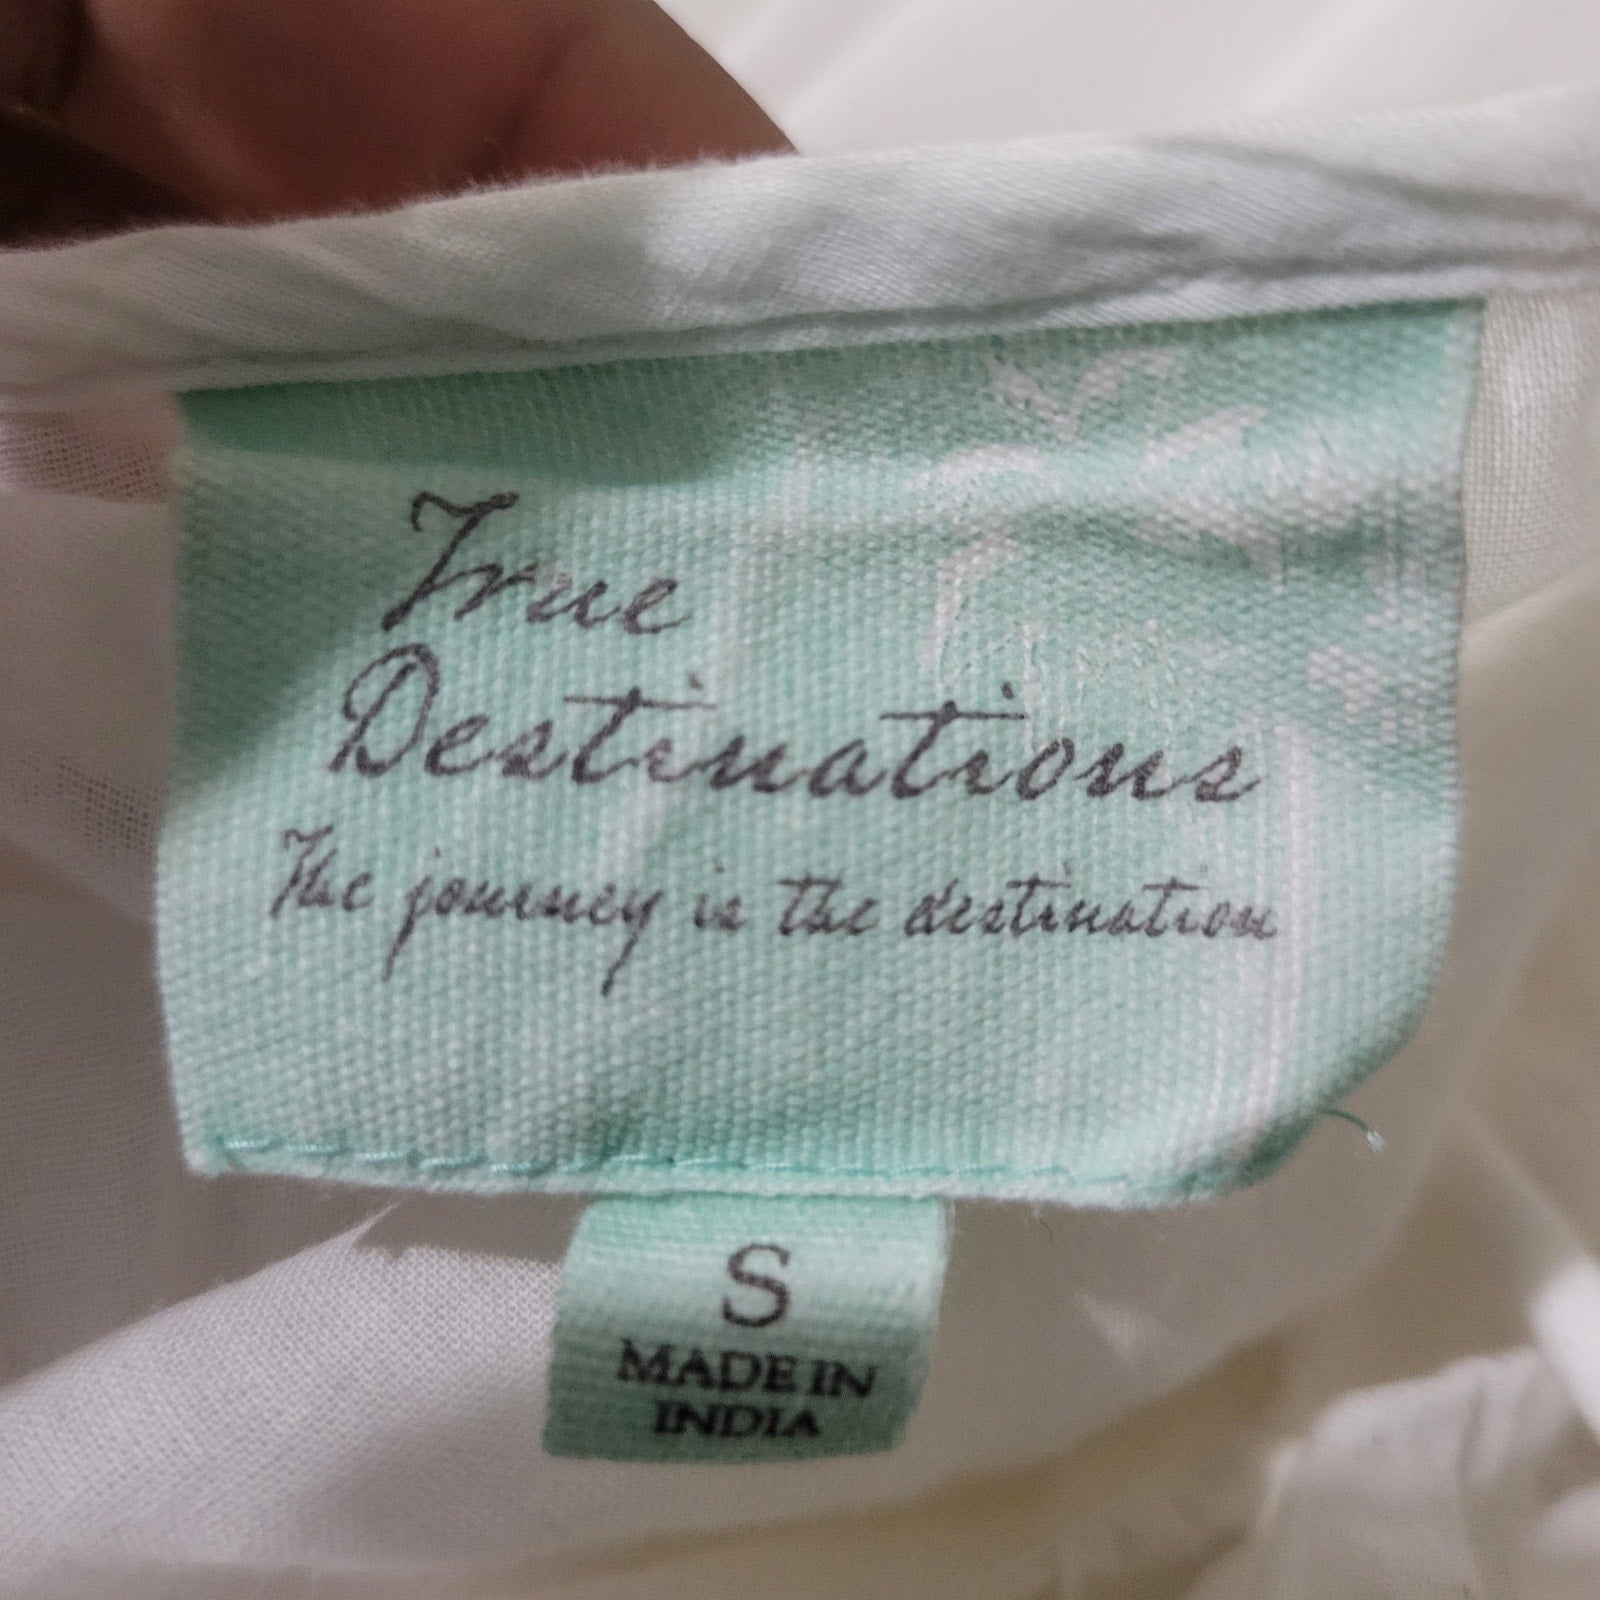 True
Destinations
The journey is the destination
S
MADE IN
INDIA